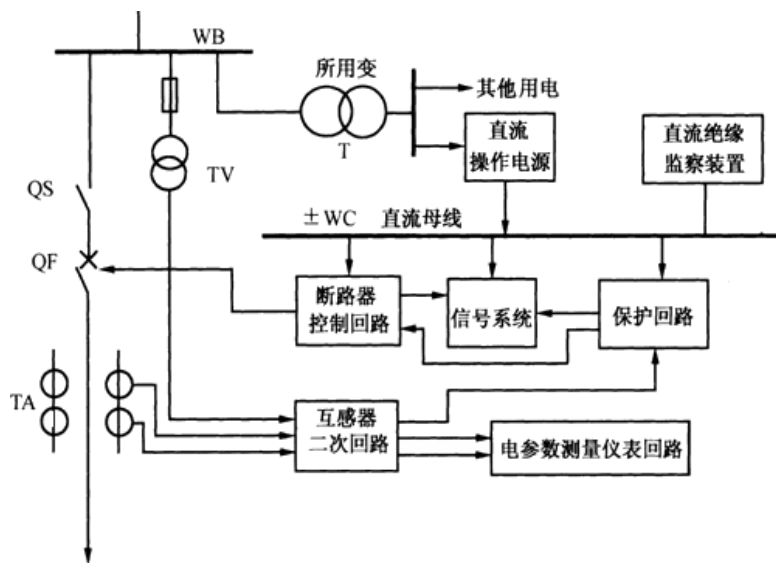 WB
所用变
T
其他用电
直流
操作电源
直流绝缘
监察装置
TV
QS
±WC 直流母线
QF
断路器
控制回路
信号系统
保护回路
TA
互感器
二次回路
电参数测量仪表回路